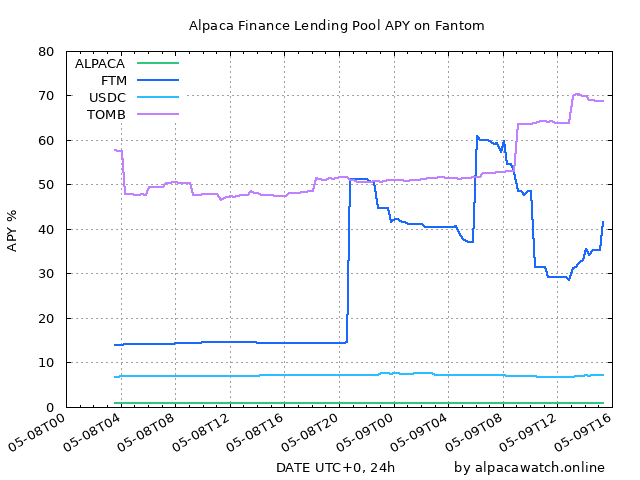 Alpaca Finance Lending Pool APY on Fantom
80
70
60
50
40
30
20
10
0
APY %
ALPACA
FTM
USDC
TOMB
05-08T00
05-08T04
05-08T08
05-08T12
05-08T16
05-08T20
05-09T00
05-09T04
05-09T08
05-09T12
05-09T16
DATE UTC+0, 24h
by alpacawatch.online